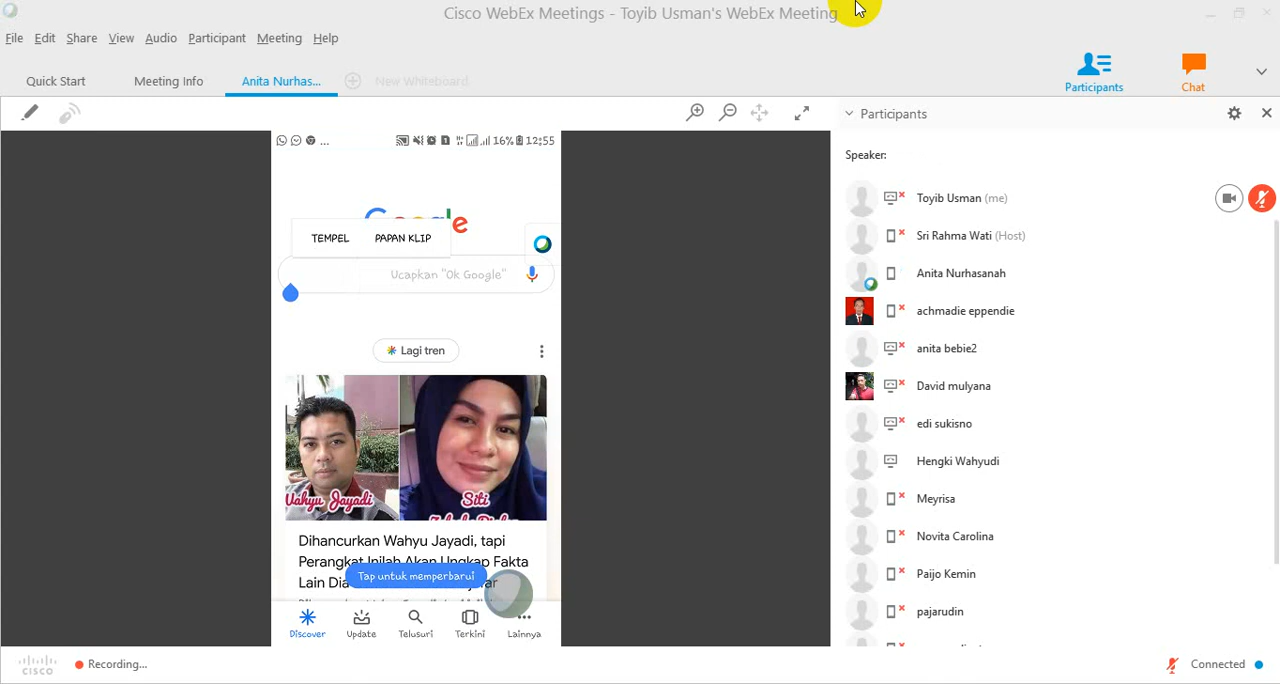 Cisco WebEx Meetings - Toyib Usman's WebEx Meeting
File Edit Share View Audio Participant Meeting Help
Quick Start Meeting Info Anita Nurhas... New Whiteboard
Participants Chat
Participants
Speaker:
Toyib Usman (me)
Sri Rahma Wati (Host)
Anita Nurhasanah
achmadie eppendie
anita bebie2
David mulyana
edi sukisno
Hengki Wahyudi
Meyrisa
Novita Carolina
Paijo Kemin
pajarudin
... 16% 12:55
Google
TEMPEL PAPAN KLIP
Ucapkan "Ok Google"
Lagi tren
Wahyu Jayadi
Siti
Dihancurkan Wahyu Jayadi, tapi
Perangkat Inilah Akan Ungkap Fakta
Lain Dia
Tap untuk memperbarui
Discover Update Telusuri Terkini Lainnya
cisco Recording... Connected